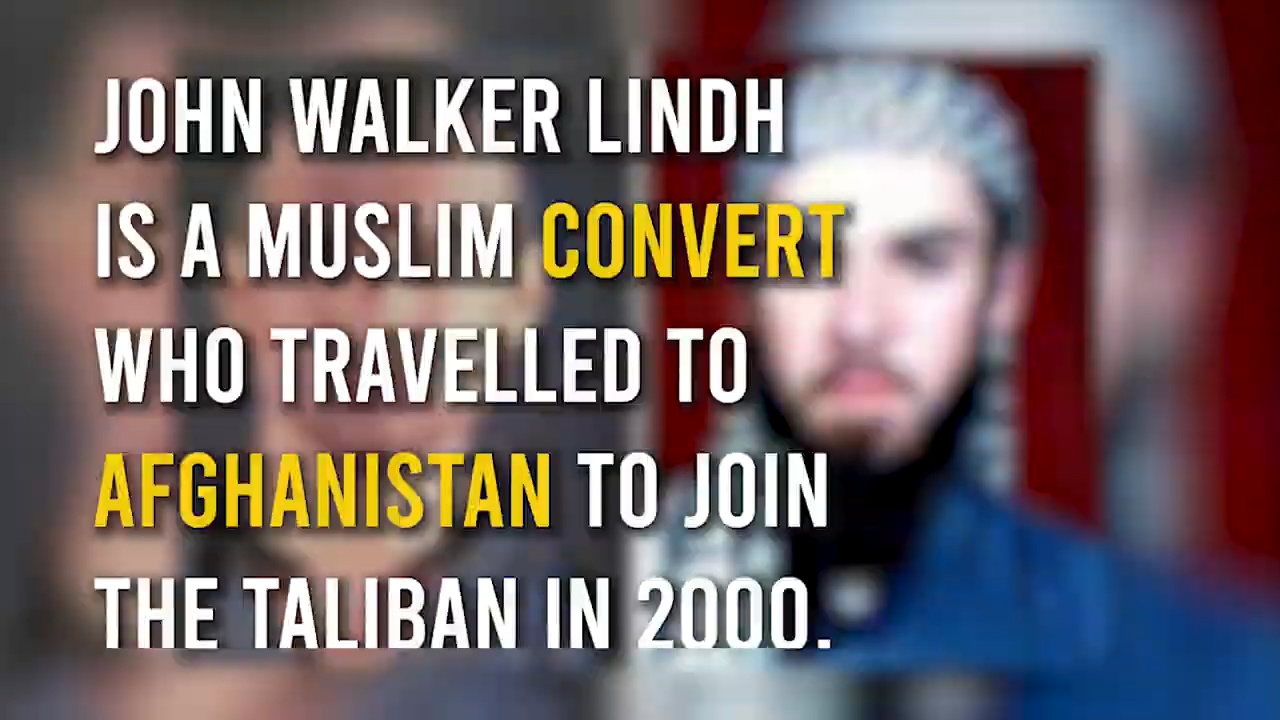 JOHN WALKER LINDH
IS A MUSLIM CONVERT
WHO TRAVELLED TO
AFGHANISTAN TO JOIN
THE TALIBAN IN 2000.